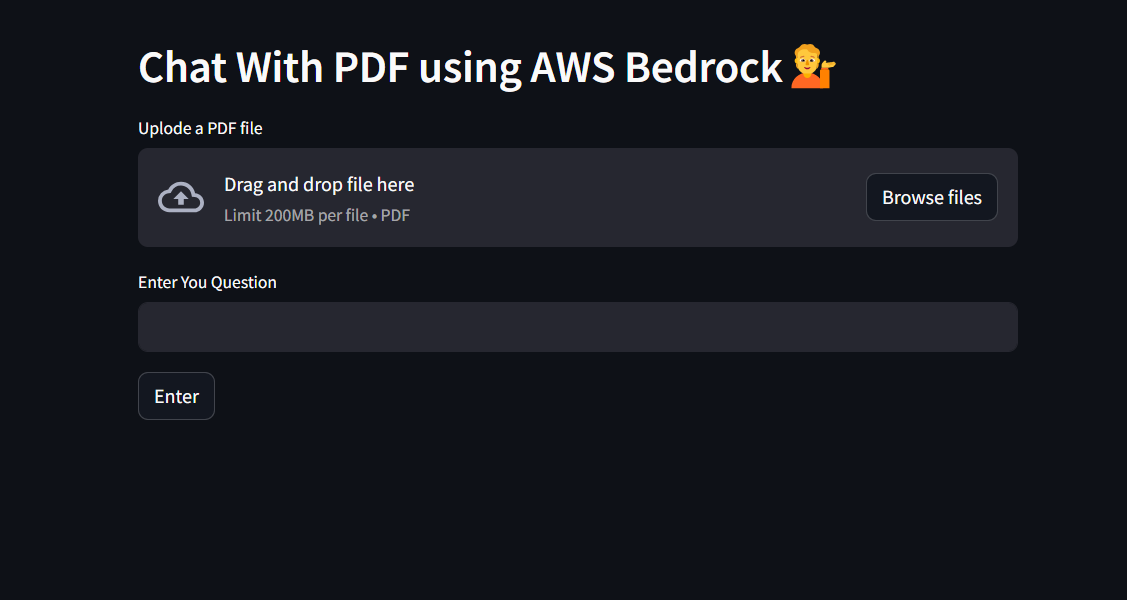 Chat With PDF using AWS Bedrock 💁
Uplode a PDF file
Drag and drop file here
Limit 200MB per file • PDF
Browse files
Enter You Question
Enter